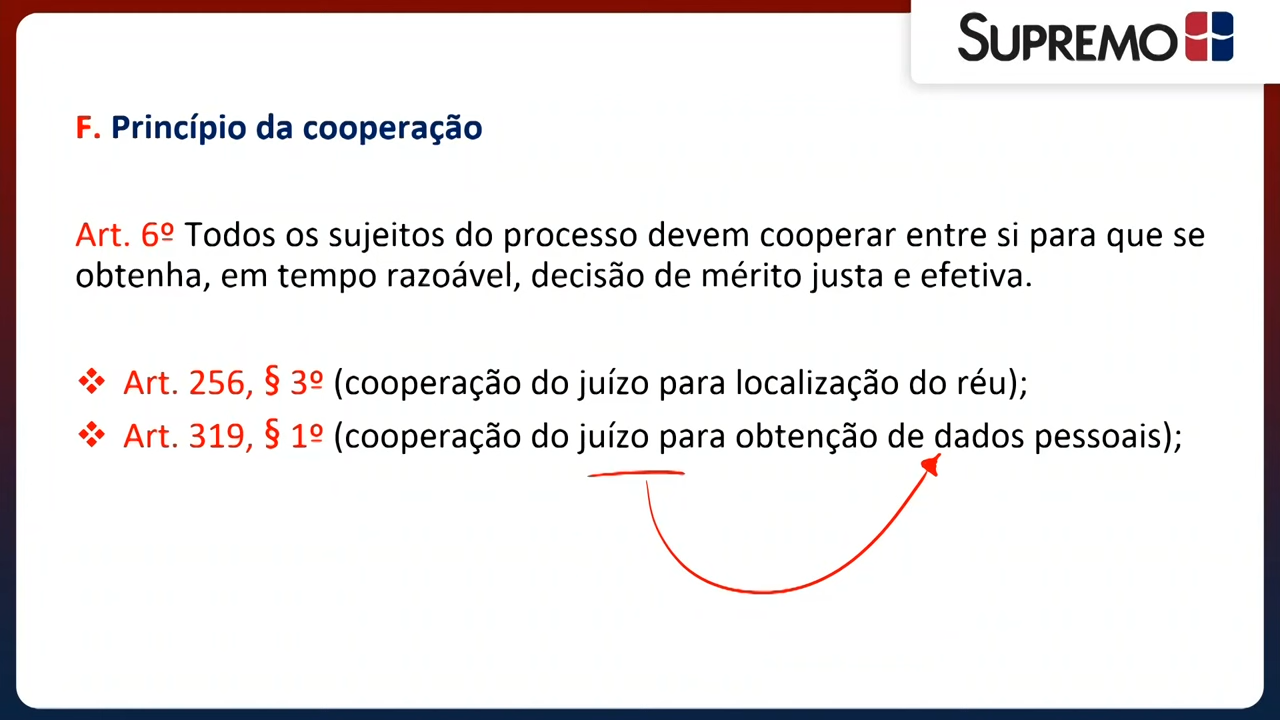 SUPREMO
F. Princípio da cooperação
Art. 6º Todos os sujeitos do processo devem cooperar entre si para que se
obtenha, em tempo razoável, decisão de mérito justa e efetiva.
❖ Art. 256, § 3º (cooperação do juízo para localização do réu);
❖ Art. 319, § 1º (cooperação do juízo para obtenção de dados pessoais);